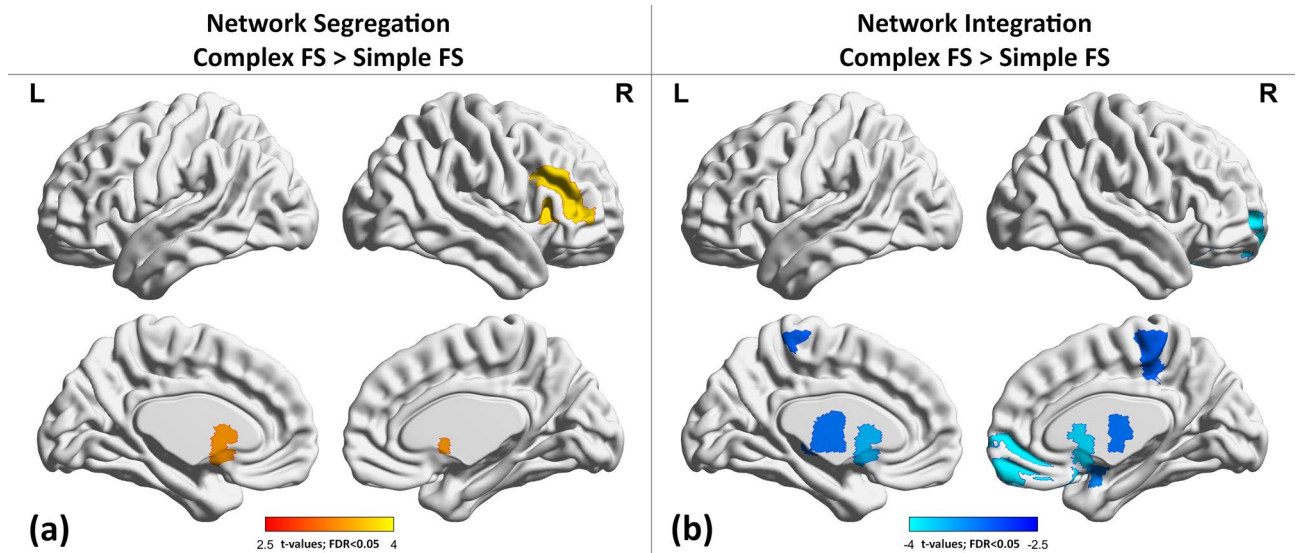 Network Segregation
Complex FS > Simple FS
Network Integration
Complex FS > Simple FS
L
R
L
R
(a)
2.5 t-values; FDR<0.05 4
(b)
-4 t-values; FDR<0.05 -2.5